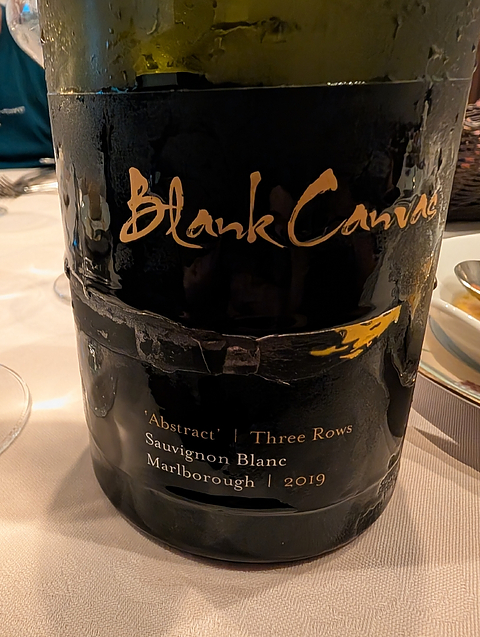 Blank Canvas
'Abstract' | Three Rows
Sauvignon Blanc
Marlborough | 2019